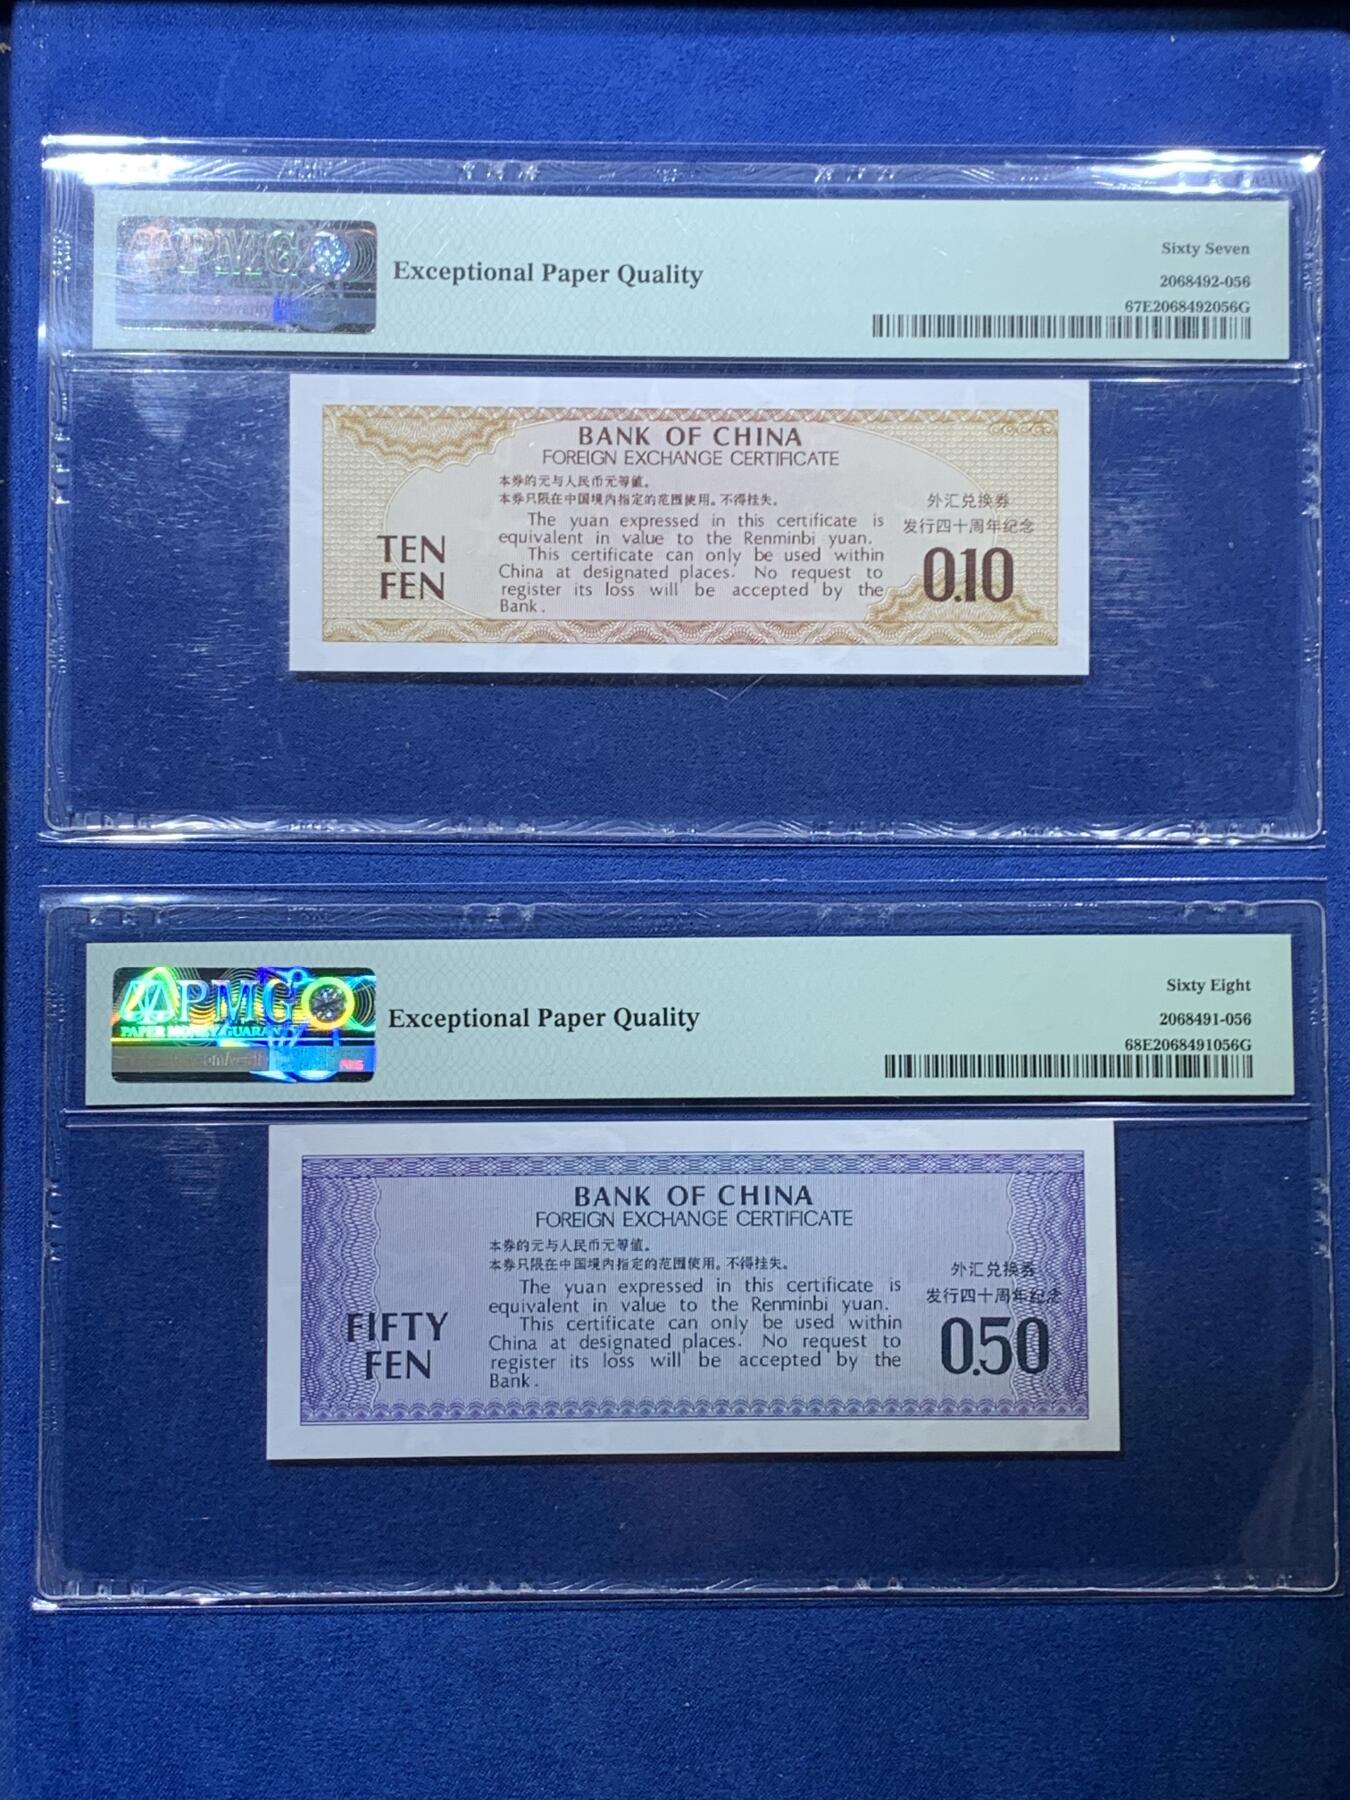 PMG
Exceptional Paper Quality
Sixty Seven
2068492-056
67E2068492056G
BANK OF CHINA
FOREIGN EXCHANGE CERTIFICATE
本券的元与人民币元等值。
本券只限在中国境内指定的范围使用。不得挂失。
The yuan expressed in this certificate is
equivalent in value to the Renminbi yuan.
This certificate can only be used within
China at designated places. No request to
register its loss will be accepted by the
Bank.
TEN
FEN
外汇兑换券
发行四十周年纪念
0.10
PMG
PAPER MONEY GUARAN
Exceptional Paper Quality
Sixty Eight
2068491-056
68E2068491056G
BANK OF CHINA
FOREIGN EXCHANGE CERTIFICATE
本券的元与人民币元等值。
本券只限在中国境内指定的范围使用。不得挂失。
The yuan expressed in this certificate is
equivalent in value to the Renminbi yuan.
This certificate can only be used within
China at designated places. No request to
register its loss will be accepted by the
Bank.
FIFTY
FEN
外汇兑换券
发行四十周年纪念
0.50